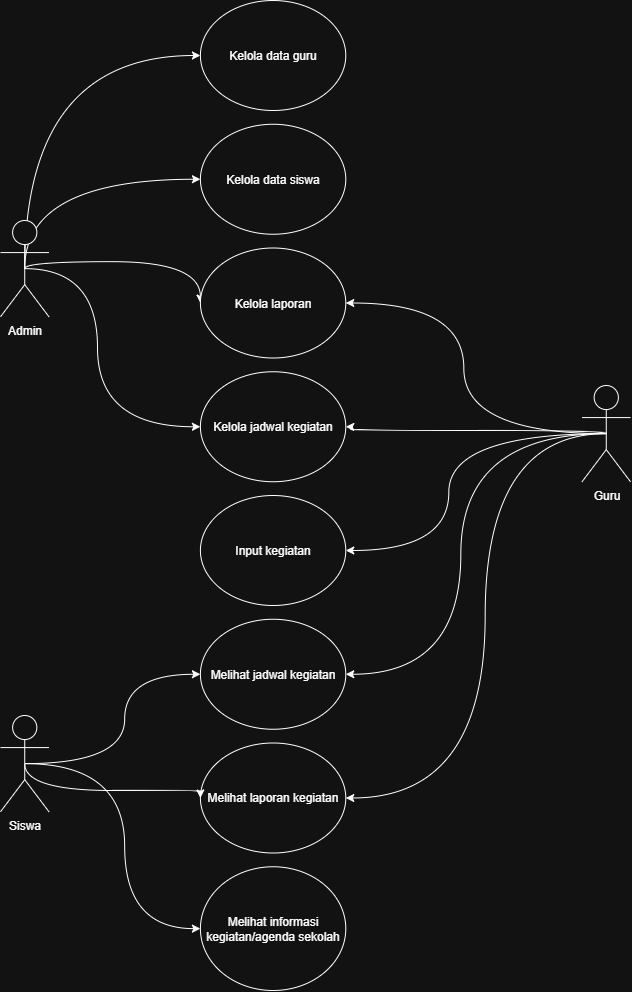 Kelola data guru
Kelola data siswa
Kelola laporan
Admin
Kelola jadwal kegiatan
Guru
Input kegiatan
Melihat jadwal kegiatan
Melihat laporan kegiatan
Siswa
Melihat informasi
kegiatan/agenda sekolah